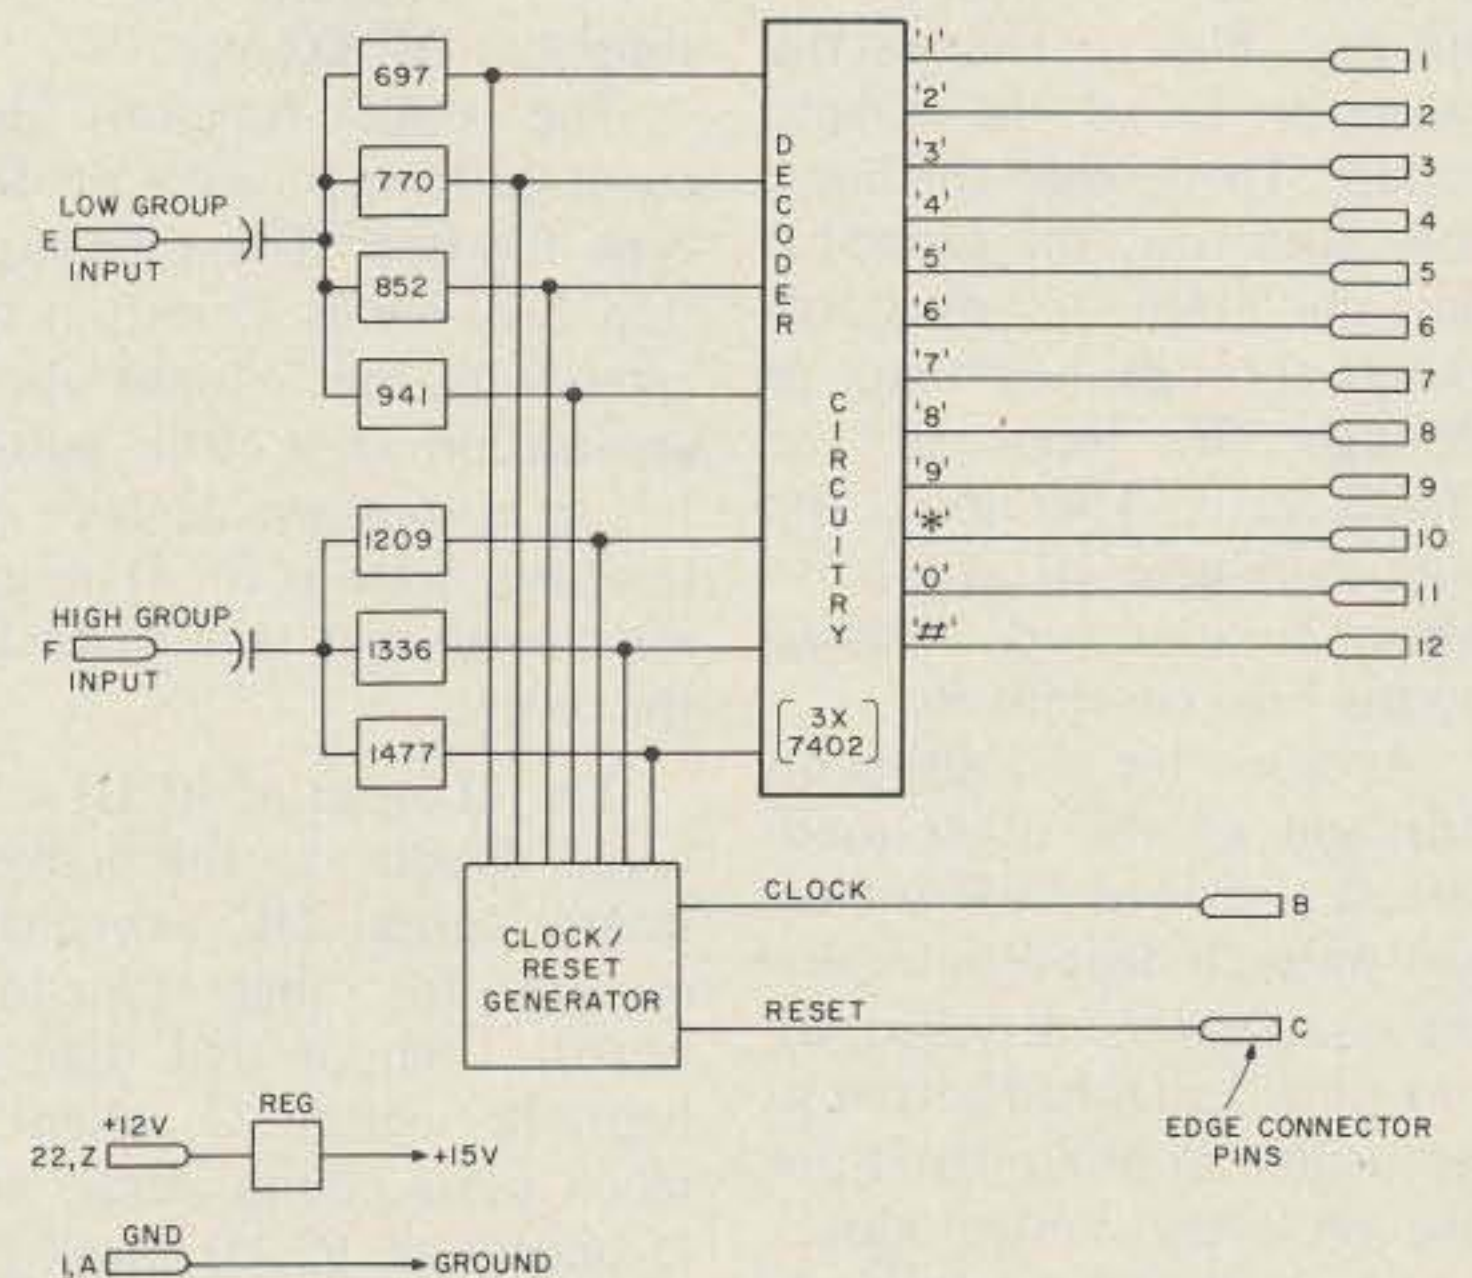 697
770
852
941
LOW GROUP
E
INPUT
1209
1336
1477
HIGH GROUP
F
INPUT
DECODER
CIRCUITRY
3X
7402
'1'
1
'2'
2
'3'
3
'4'
4
'5'
5
'6'
6
'7'
7
'8'
8
'9'
9
'*'
10
'0'
11
'#'
12
CLOCK/
RESET
GENERATOR
CLOCK
B
RESET
C
EDGE CONNECTOR
PINS
+12V
22,Z
REG
+15V
GND
1,A
GROUND